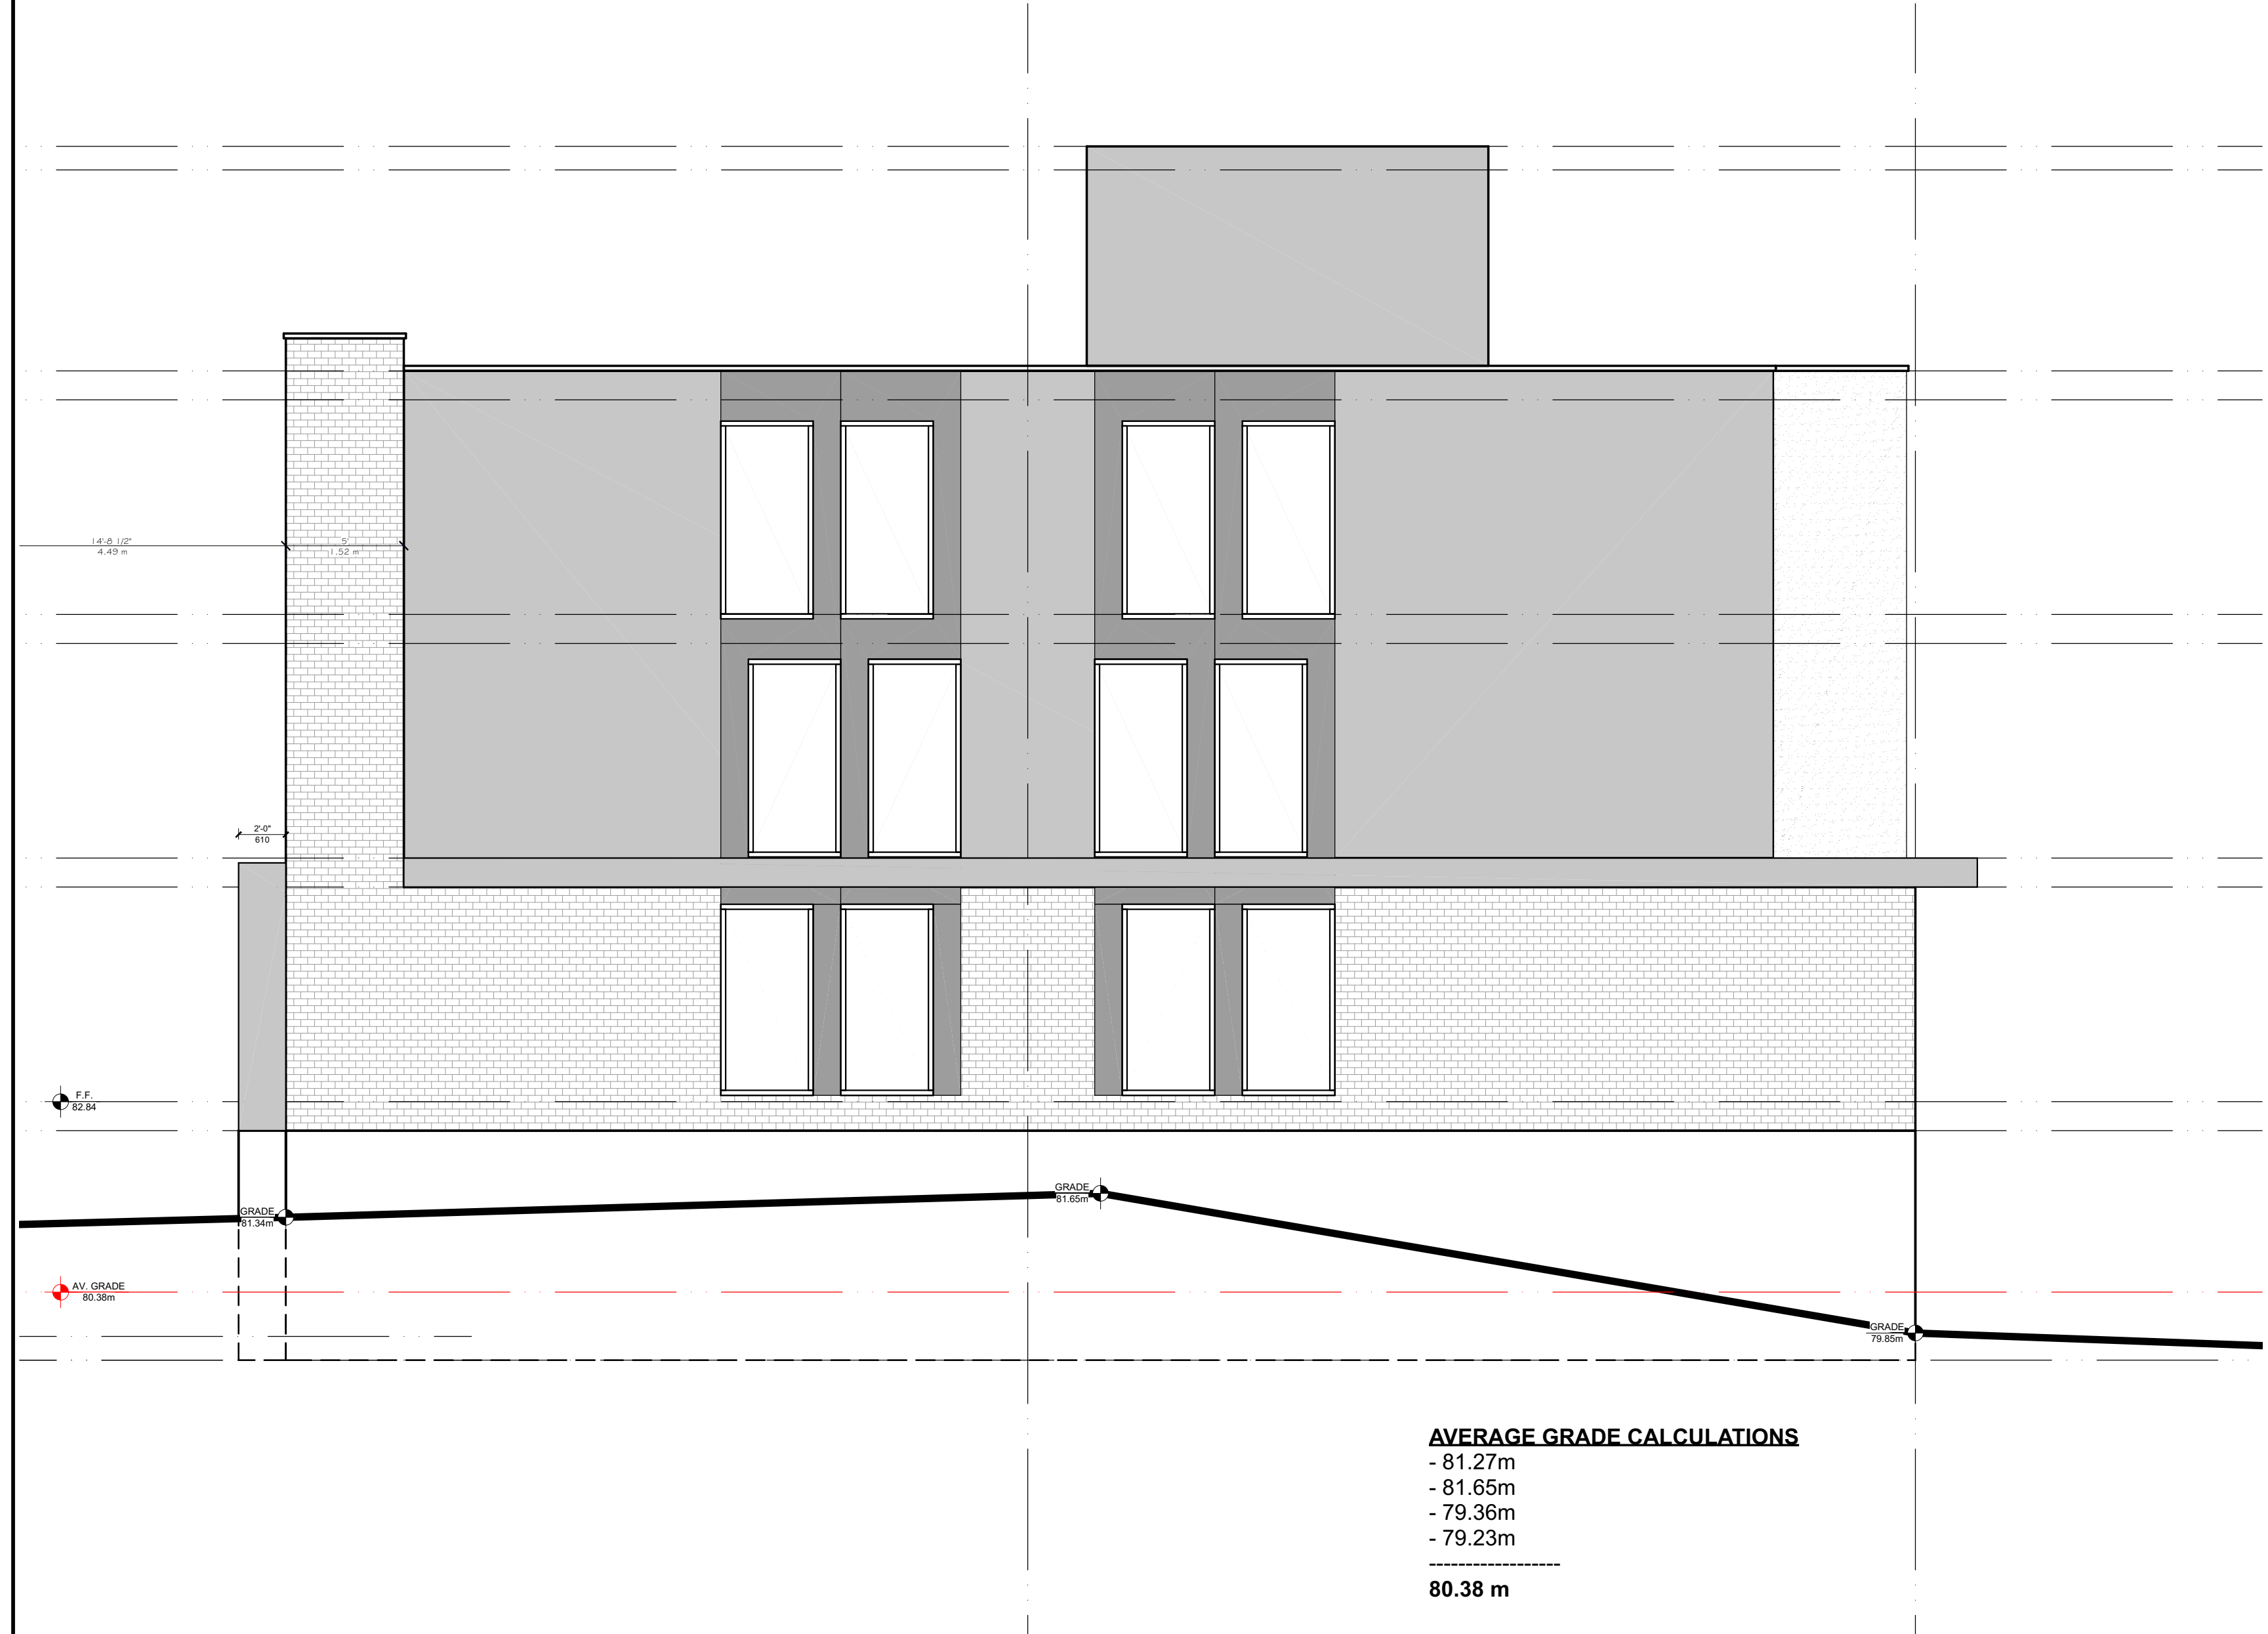 14'-8 1/2"
4.49 m
5'
1.52 m
2'-0"
610
F.F.
82.84
GRADE
81.65m
GRADE
81.34m
AV. GRADE
80.38m
GRADE
79.85m
AVERAGE GRADE CALCULATIONS
- 81.27m
- 81.65m
- 79.36m
- 79.23m
------------------
80.38 m